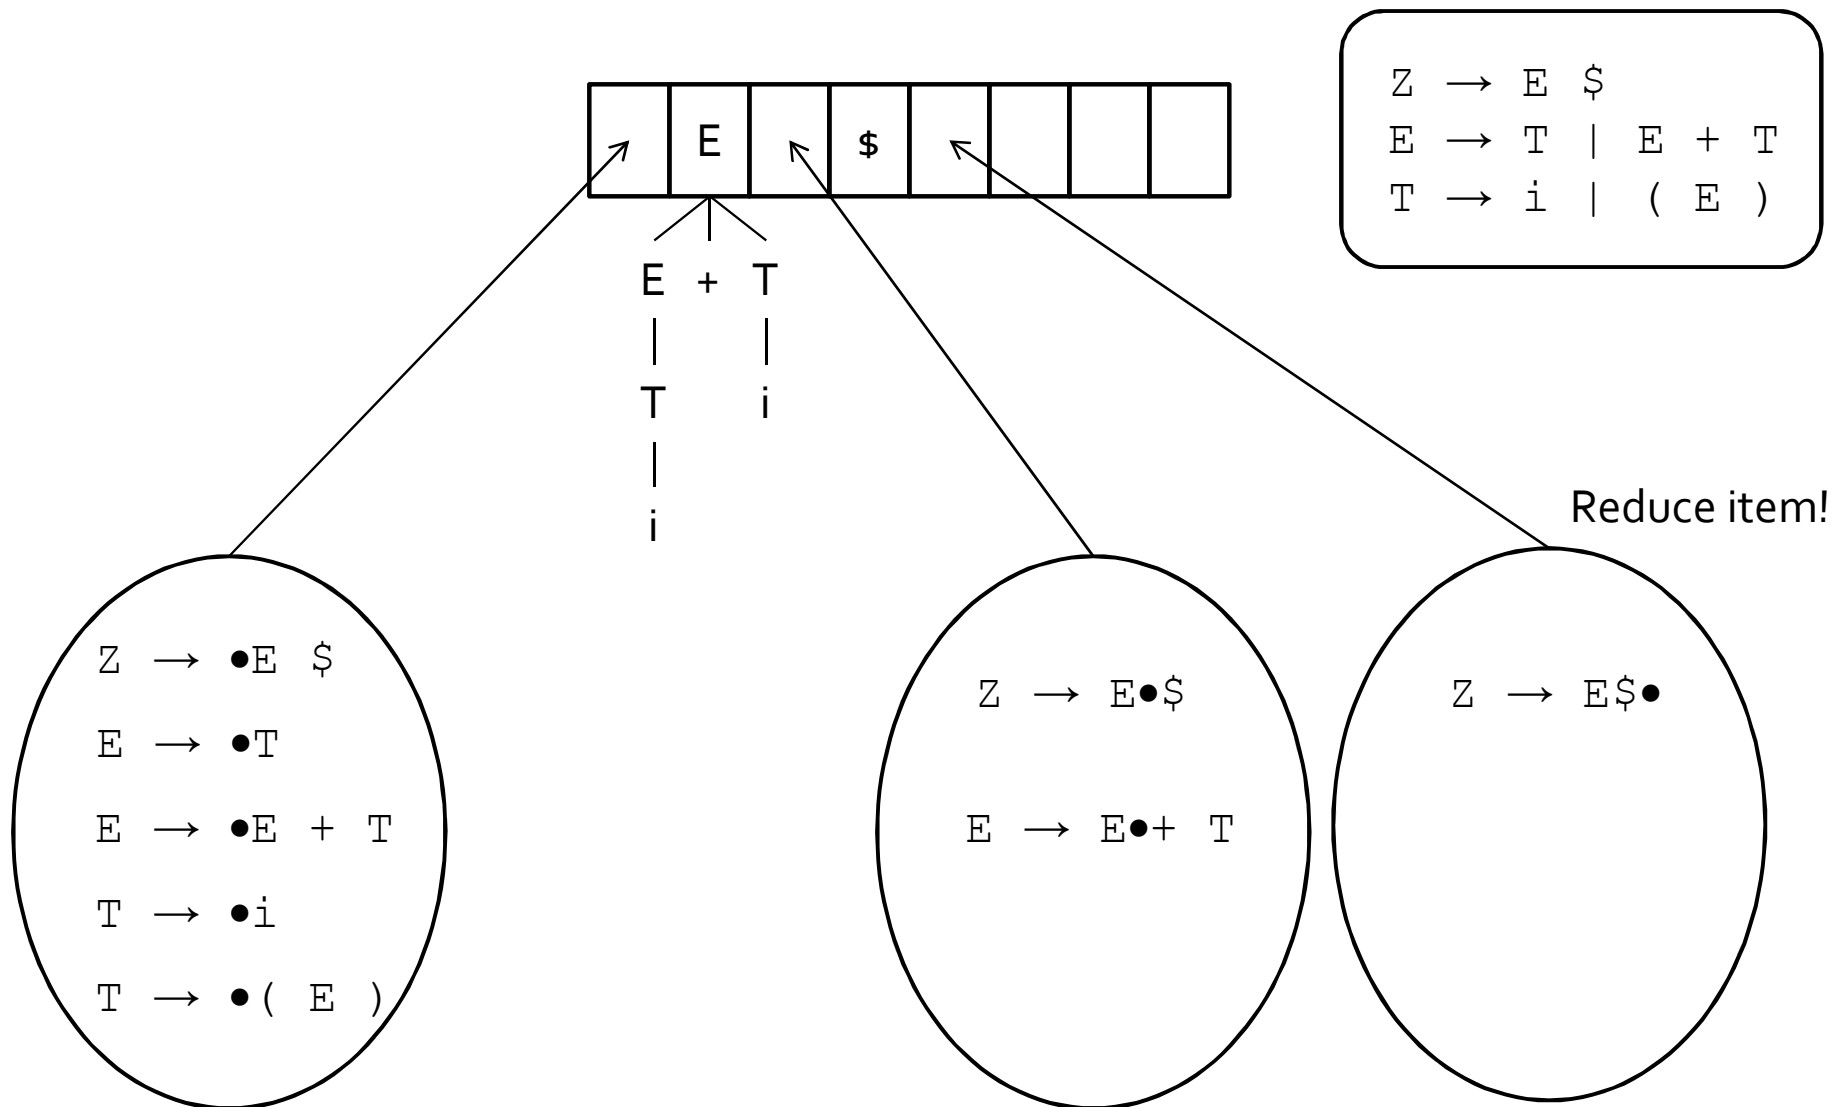 Z → E $
E → T | E + T
T → i | ( E )
E $
E + T
T i
i
Reduce item!
Z → •E $
E → •T
E → •E + T
T → •i
T → •( E )
Z → E•$
E → E•+ T
Z → E$•